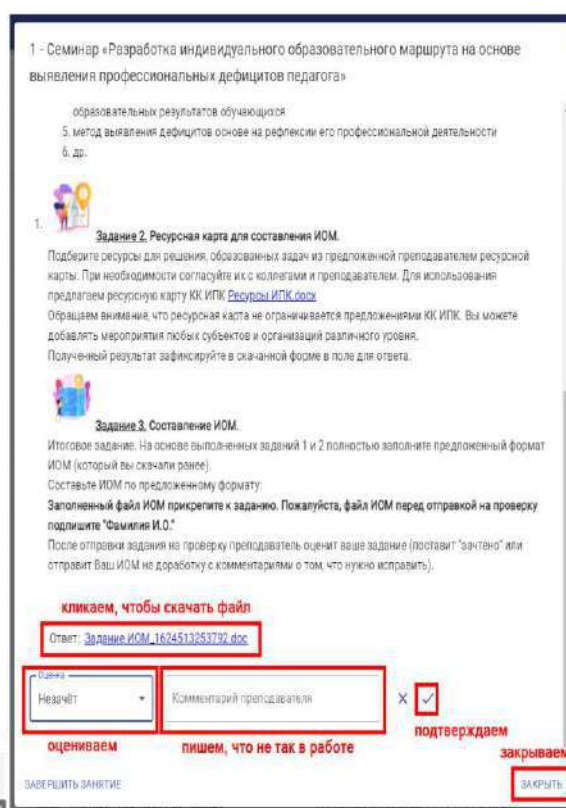 1 - Семинар «Разработка индивидуального образовательного маршрута на основе
выявления профессиональных дефицитов педагога»
образовательных результатов обучающихся
5. метод выявления дефицитов основе на рефлексии его профессиональной деятельности
6. др.
1.
Задание 2. Ресурсная карта для составления ИОМ.
Подберите ресурсы для решения, образованных задач из предложенной преподавателем ресурсной
карты. При необходимости согласуйте их с коллегами и преподавателем. Для использования
предлагаем ресурсную карту КК ИПК Ресурсы ИПК.docx
Обращаем внимание, что ресурсная карта не ограничивается предложениями КК ИПК. Вы можете
добавлять мероприятия любых субъектов и организаций различного уровня.
Полученный результат зафиксируйте в скачанной форме в поле для ответа.
Задание 3. Составление ИОМ.
Итоговое задание. На основе выполненных заданий 1 и 2 полностью заполните предложенный формат
ИОМ (который вы скачали ранее).
Составьте ИОМ по предложенному формату.
Заполненный файл ИОМ прикрепите к заданию. Пожалуйста, файл ИОМ перед отправкой на проверку
подпишите "Фамилия И.О."
После отправки задания на проверку преподаватель оценит ваше задание (поставит "зачтено" или
отправит Ваш ИОМ на доработку с комментариями о том, что нужно исправить).
кликаем, чтобы скачать файл
Ответ: Задание ИОМ_1624513253792.doc
Оценка
Незачёт
Комментарий преподавателя
X ✓
подтверждаем
оцениваем
пишем, что не так в работе
закрываем
ЗАВЕРШИТЬ ЗАНЯТИЕ
ЗАКРЫТЬ